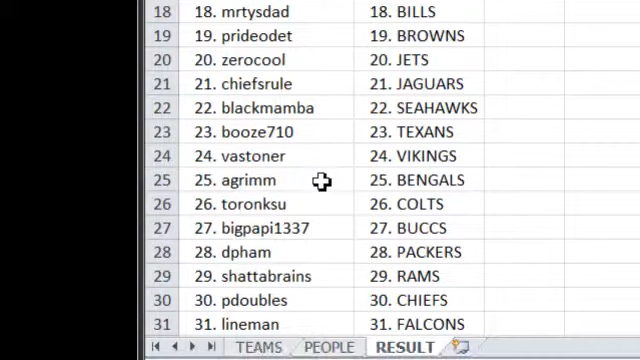 18 18. mrtysdad 18. BILLS
19 19. prideodet 19. BROWNS
20 20. zerocool 20. JETS
21 21. chiefsrule 21. JAGUARS
22 22. blackmamba 22. SEAHAWKS
23 23. booze710 23. TEXANS
24 24. vastoner 24. VIKINGS
25 25. agrimm 25. BENGALS
26 26. toronksu 26. COLTS
27 27. bigpapi1337 27. BUCCS
28 28. dpham 28. PACKERS
29 29. shattabrains 29. RAMS
30 30. pdoubles 30. CHIEFS
31 31. lineman 31. FALCONS
TEAMS PEOPLE RESULT